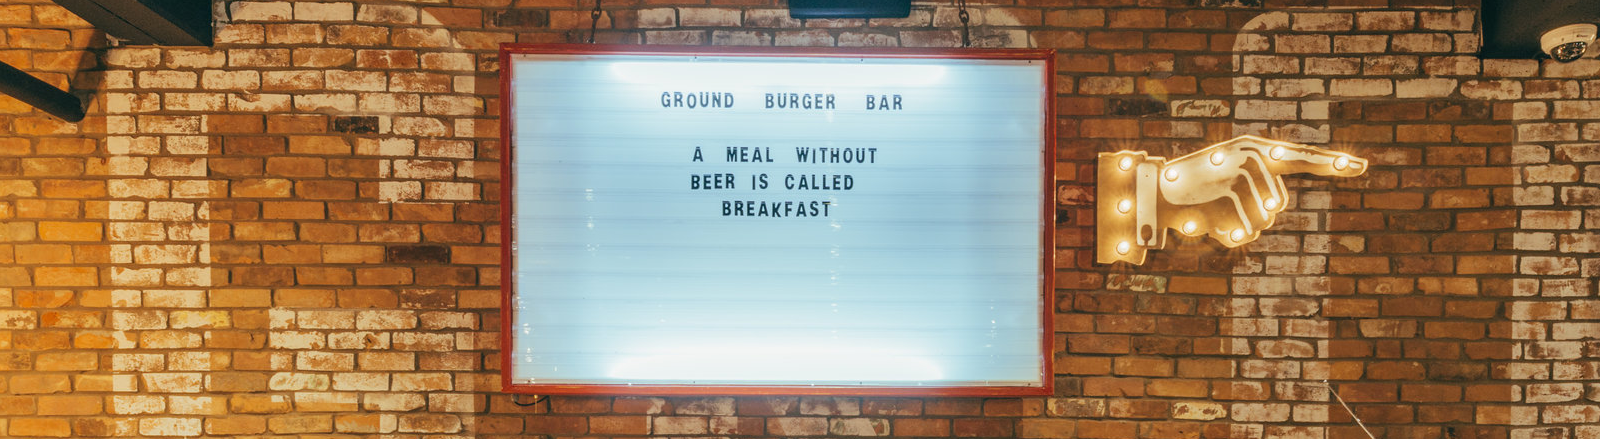 GROUND BURGER BAR
A MEAL WITHOUT
BEER IS CALLED
BREAKFAST